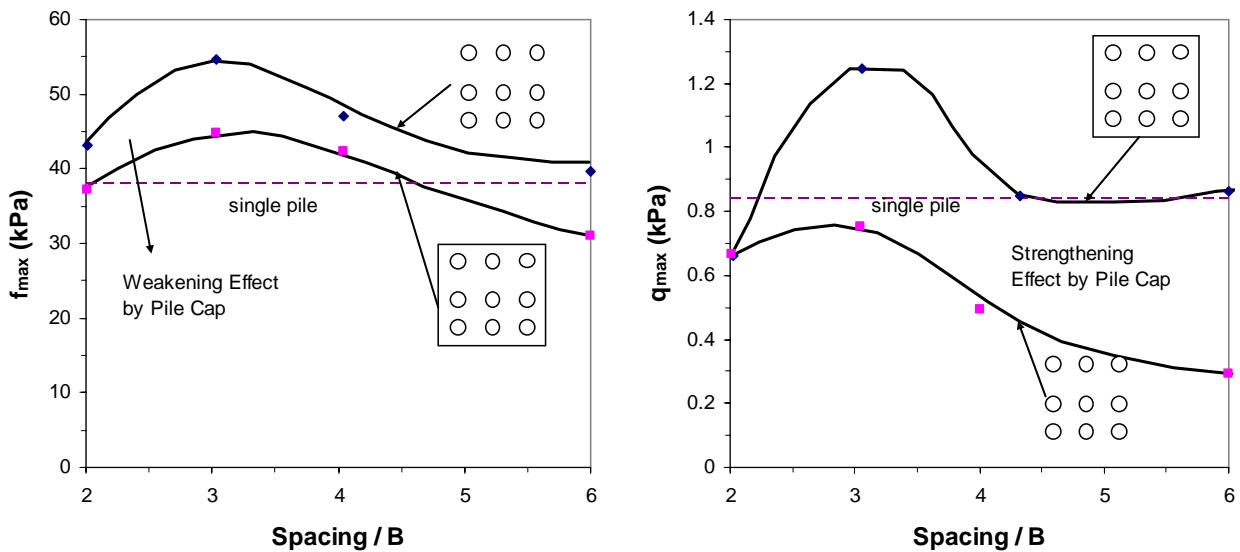 60
50
40
30
20
10
0
2
3
4
5
6
f max (kPa)
Spacing / B
single pile
Weakening Effect
by Pile Cap
1.4
1.2
1
0.8
0.6
0.4
0.2
0
2
3
4
5
6
q max (kPa)
Spacing / B
single pile
Strengthening
Effect by Pile Cap